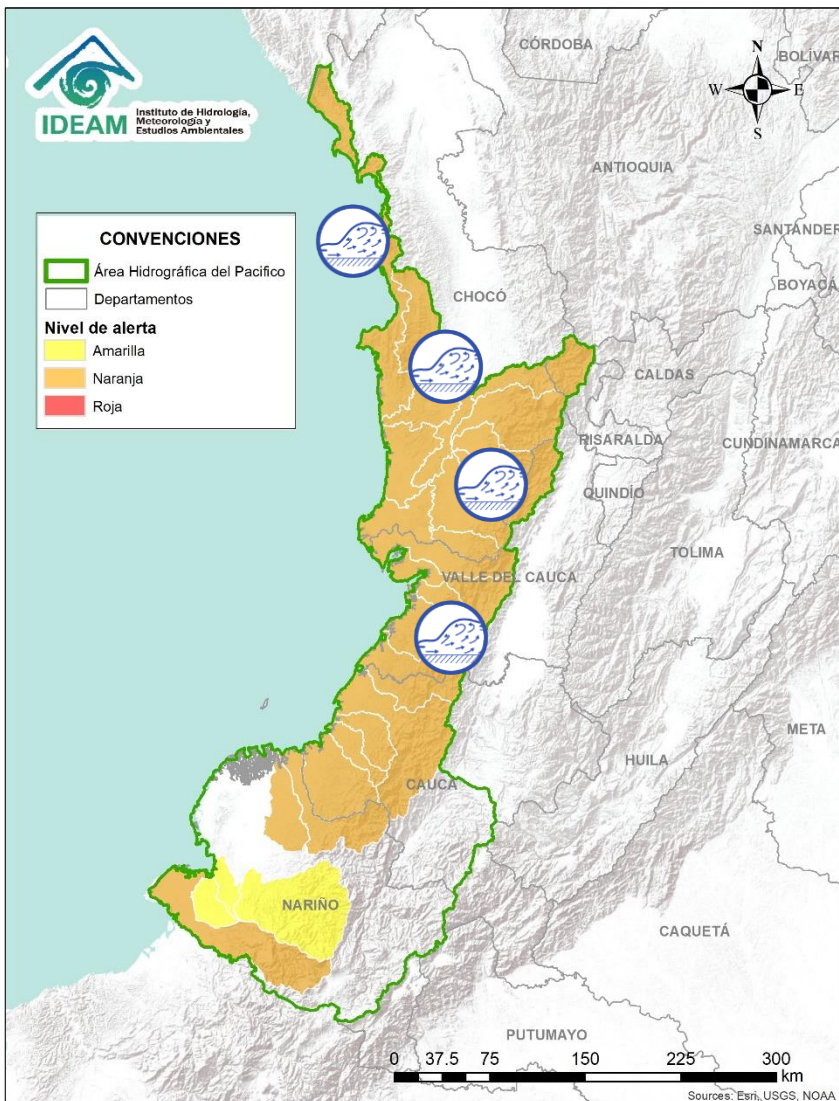 IDEAM
Instituto de Hidrología,
Meteorología y
Estudios Ambientales
CÓRDOBA
BOLÍVAR
N
W
E
S
ANTIOQUIA
SANTANDER
BOYACÁ
CONVENCIONES
Área Hidrográfica del Pacifico
Departamentos
Nivel de alerta
Amarilla
Naranja
Roja
CHOCÓ
CALDAS
RISARALDA
CUNDINAMARCA
QUINDÍO
TOLIMA
VALLE DEL CAUCA
META
HUILA
CAUCA
NARIÑO
CAQUETÁ
PUTUMAYO
0 37.5 75 150 225 300
km
Sources: Esri, USGS, NOAA